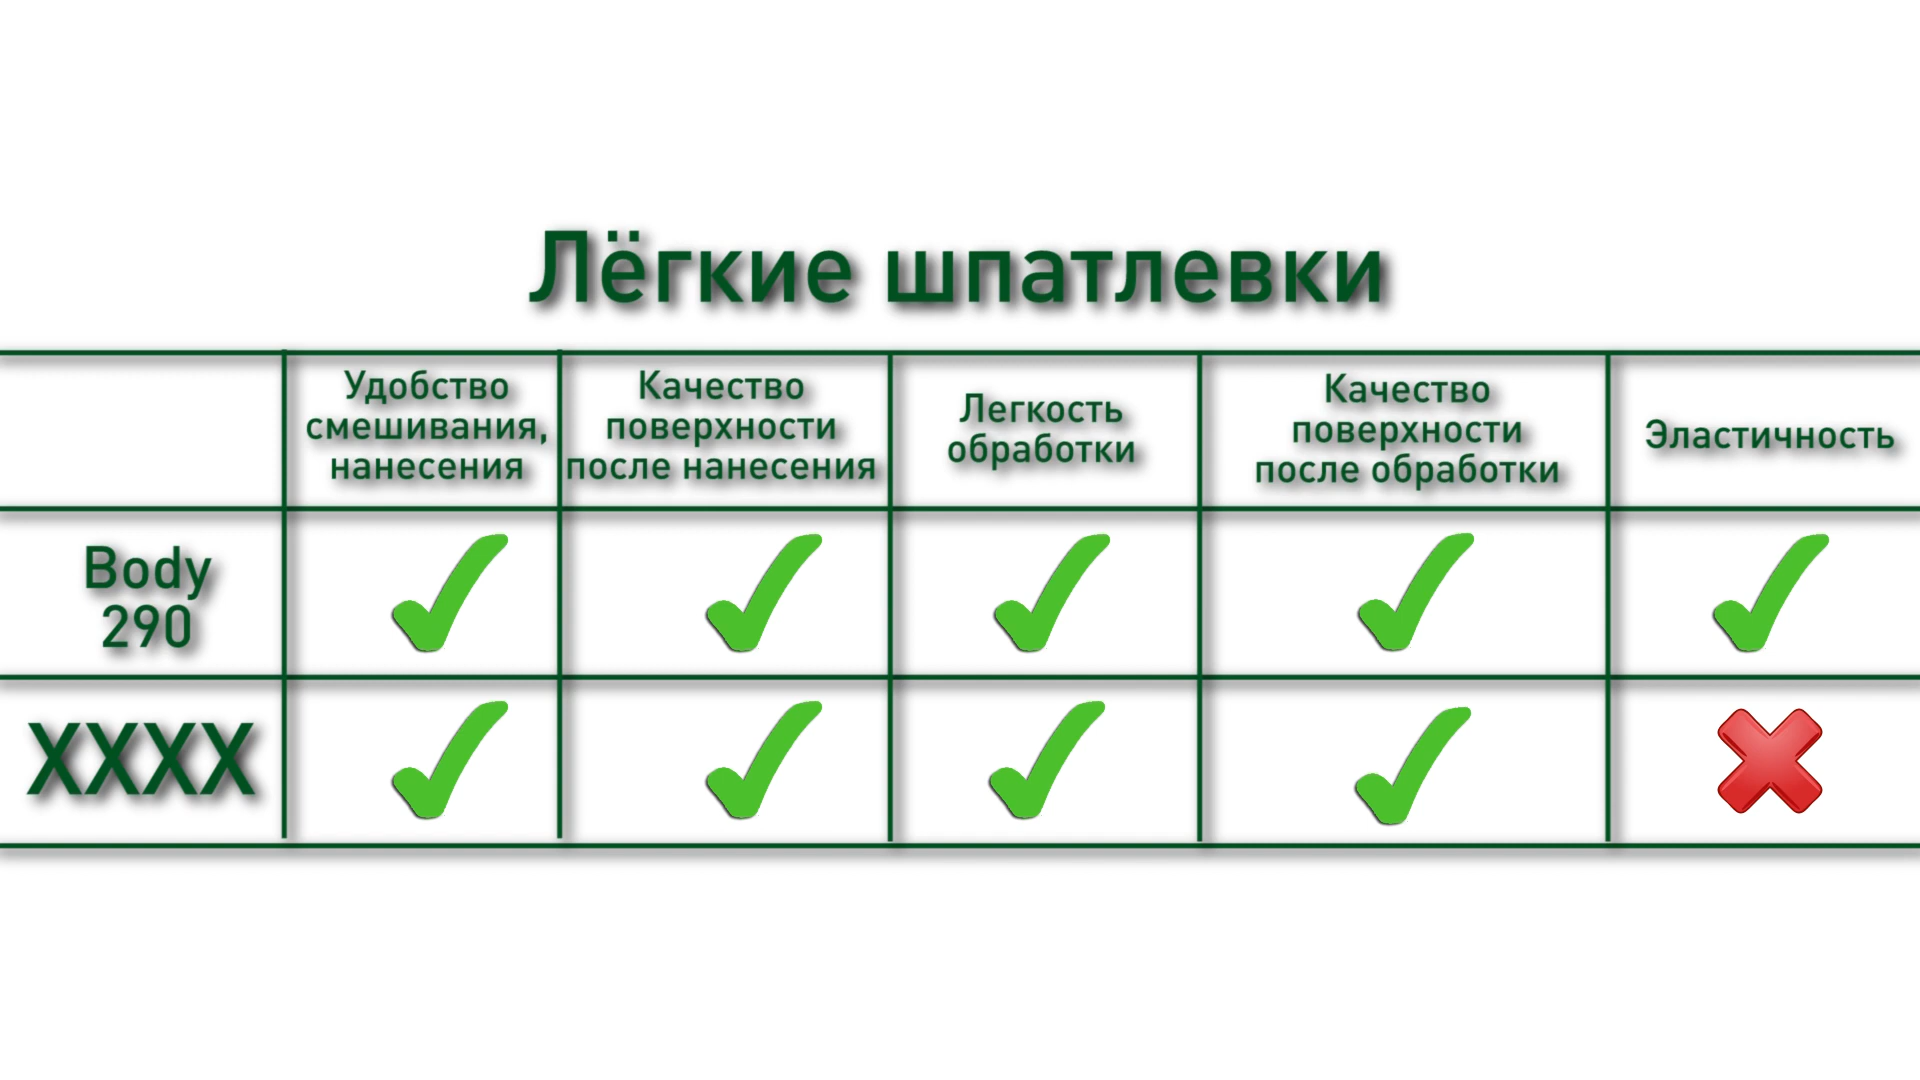 Лёгкие шпатлевки
Удобство
смешивания,
нанесения
Качество
поверхности
после нанесения
Легкость
обработки
Качество
поверхности
после обработки
Эластичность
Body
290
XXXX